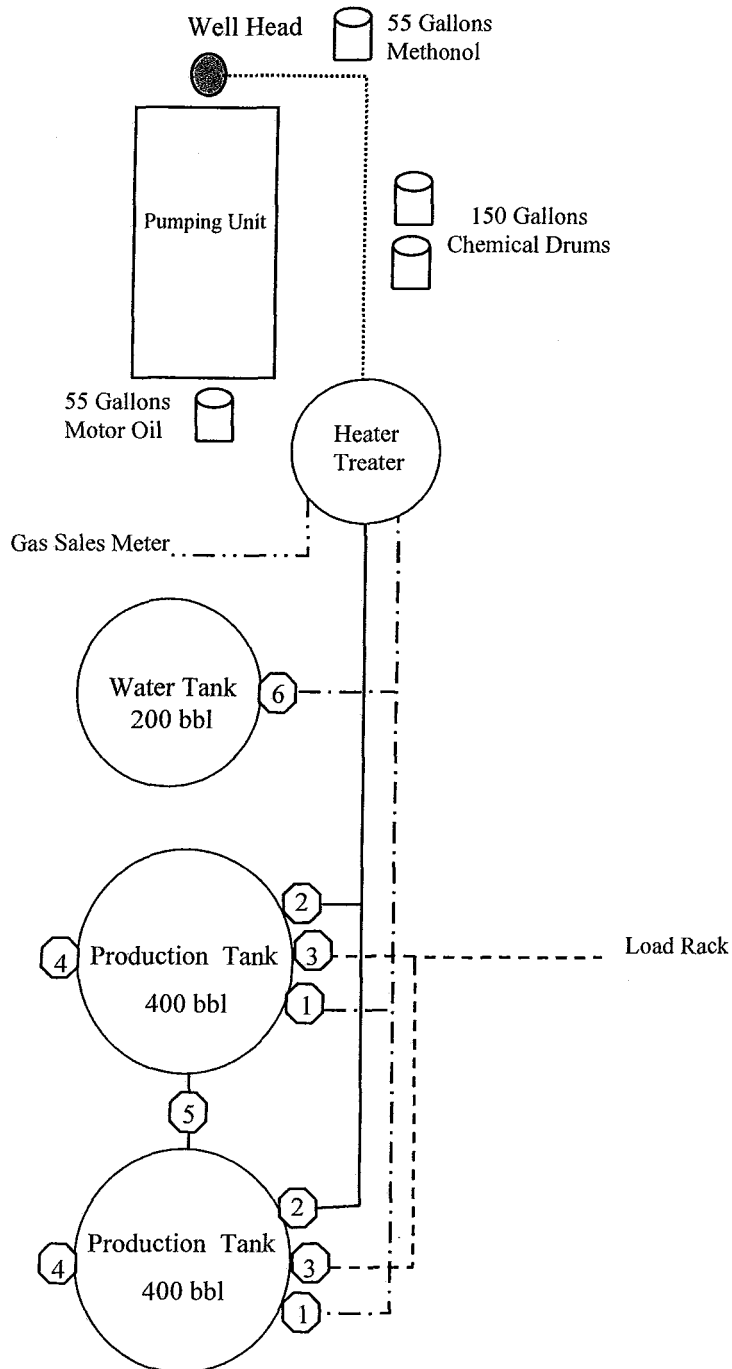 Well Head
55 Gallons
Methonol
Pumping Unit
150 Gallons
Chemical Drums
55 Gallons
Motor Oil
Heater
Treater
Gas Sales Meter
Water Tank
200 bbl
6
2
4
Production Tank
400 bbl
3
1
Load Rack
5
2
4
Production Tank
400 bbl
3
1